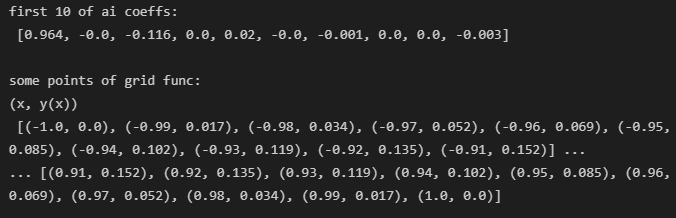 first 10 of ai coeffs:
[0.964, -0.0, -0.116, 0.0, 0.02, -0.0, -0.001, 0.0, 0.0, -0.003]
some points of grid func:
(x, y(x))
[(-1.0, 0.0), (-0.99, 0.017), (-0.98, 0.034), (-0.97, 0.052), (-0.96, 0.069), (-0.95,
0.085), (-0.94, 0.102), (-0.93, 0.119), (-0.92, 0.135), (-0.91, 0.152)] ...
... [(0.91, 0.152), (0.92, 0.135), (0.93, 0.119), (0.94, 0.102), (0.95, 0.085), (0.96,
0.069), (0.97, 0.052), (0.98, 0.034), (0.99, 0.017), (1.0, 0.0)]